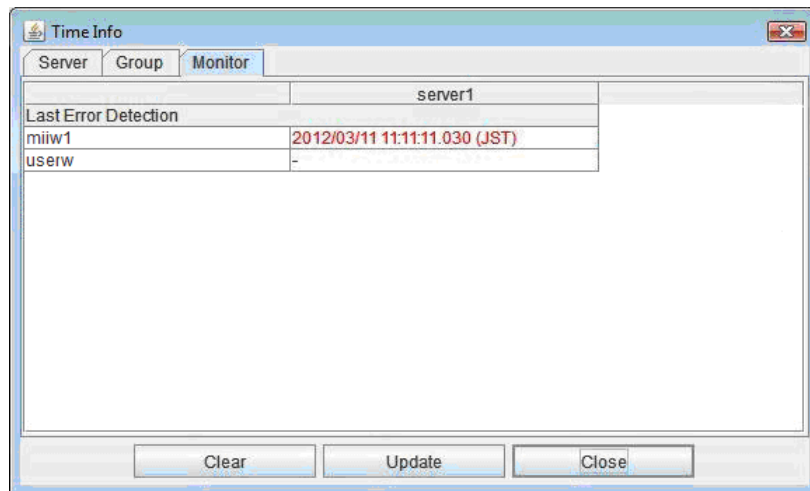 Time Info
Server Group Monitor
server1
Last Error Detection
miiw1 2012/03/11 11:11:11.030 (JST)
userw -
Clear Update Close